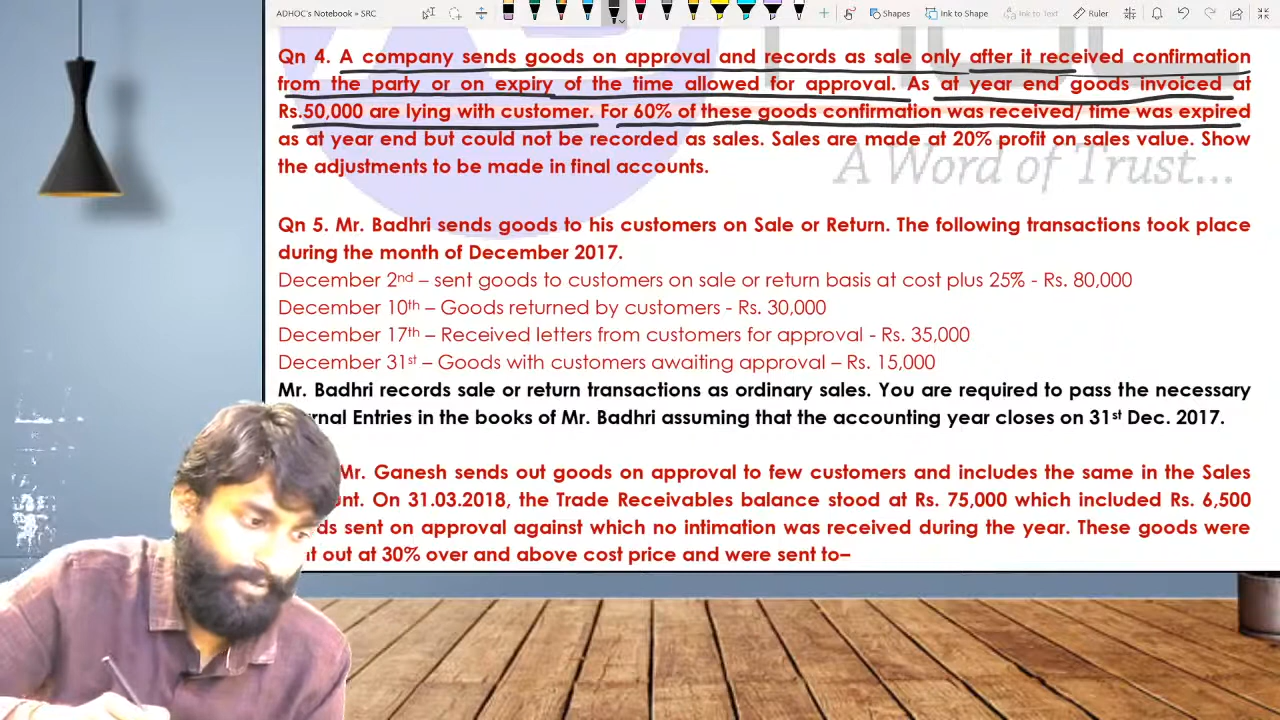 ADHOC's Notebook » SRC
Shapes
Ink to Shape
Ink to Text
Ruler
Qn 4. A company sends goods on approval and records as sale only after it received confirmation
from the party or on expiry of the time allowed for approval. As at year end goods invoiced at
Rs.50,000 are lying with customer. For 60% of these goods confirmation was received/ time was expired
as at year end but could not be recorded as sales. Sales are made at 20% profit on sales value. Show
the adjustments to be made in final accounts.
A Word of Trust...
Qn 5. Mr. Badhri sends goods to his customers on Sale or Return. The following transactions took place
during the month of December 2017.
December 2nd – sent goods to customers on sale or return basis at cost plus 25% - Rs. 80,000
December 10th – Goods returned by customers - Rs. 30,000
December 17th – Received letters from customers for approval - Rs. 35,000
December 31st – Goods with customers awaiting approval – Rs. 15,000
Mr. Badhri records sale or return transactions as ordinary sales. You are required to pass the necessary
Entries in the books of Mr. Badhri assuming that the accounting year closes on 31st Dec. 2017.
Mr. Ganesh sends out goods on approval to few customers and includes the same in the Sales
On 31.03.2018, the Trade Receivables balance stood at Rs. 75,000 which included Rs. 6,500
sent on approval against which no intimation was received during the year. These goods were
out at 30% over and above cost price and were sent to–